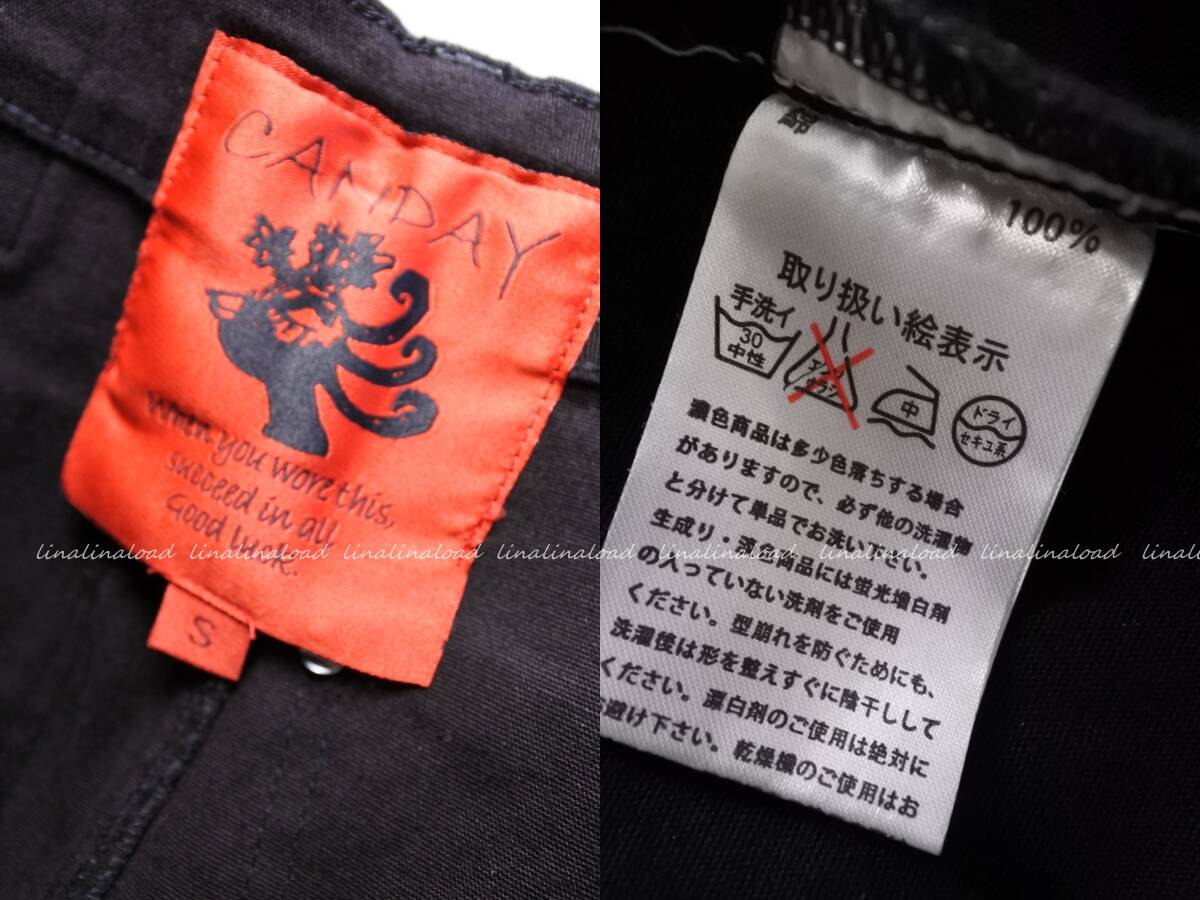 CANDAY
when you wore this,
succeed in all.
Good luck.
S
綿
100%
取り扱い絵表示
手洗イ
30
中性
中
ドライ
セキユ系
濃色商品は多少色落ちする場合
がありますので、必ず他の洗濯物
と分けて単品でお洗い下さい。
生成り・淡色商品には蛍光増白剤
の入っていない洗剤をご使用
ください。型崩れを防ぐためにも、
洗濯後は形を整えすぐに陰干しして
ください。漂白剤のご使用は絶対に
お避け下さい。乾燥機のご使用はお
linalinaload linalinaload linalinaload linalinaload linalinaload linalinaload linalinaload linalin